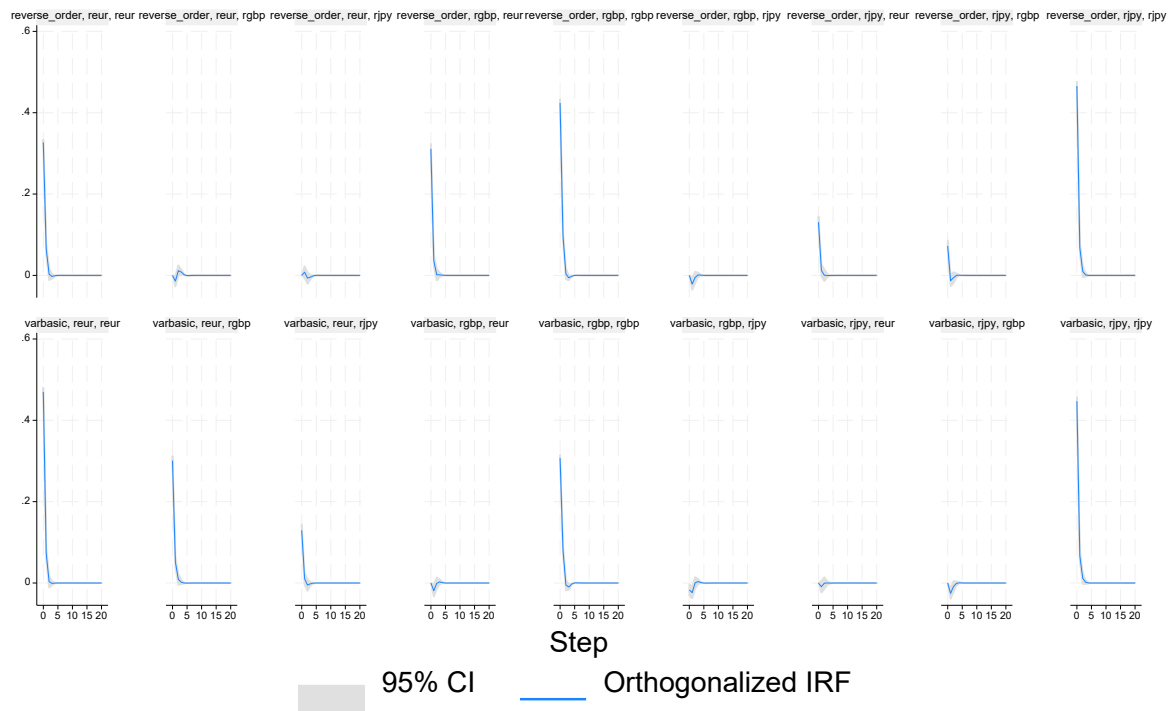 reverse_order, reur, reur reverse_order, reur, rgbp reverse_order, reur, rjpy reverse_order, rgbp, reur reverse_order, rgbp, rgbp reverse_order, rgbp, rjpy reverse_order, rjpy, reur reverse_order, rjpy, rgbp reverse_order, rjpy, rjpy
.6
.4
.2
0
varbasic, reur, reur varbasic, reur, rgbp varbasic, reur, rjpy varbasic, rgbp, reur varbasic, rgbp, rgbp varbasic, rgbp, rjpy varbasic, rjpy, reur varbasic, rjpy, rgbp varbasic, rjpy, rjpy
.6
.4
.2
0
0 5 10 15 20 0 5 10 15 20 0 5 10 15 20 0 5 10 15 20 0 5 10 15 20 0 5 10 15 20 0 5 10 15 20 0 5 10 15 20 0 5 10 15 20
Step
95% CI Orthogonalized IRF